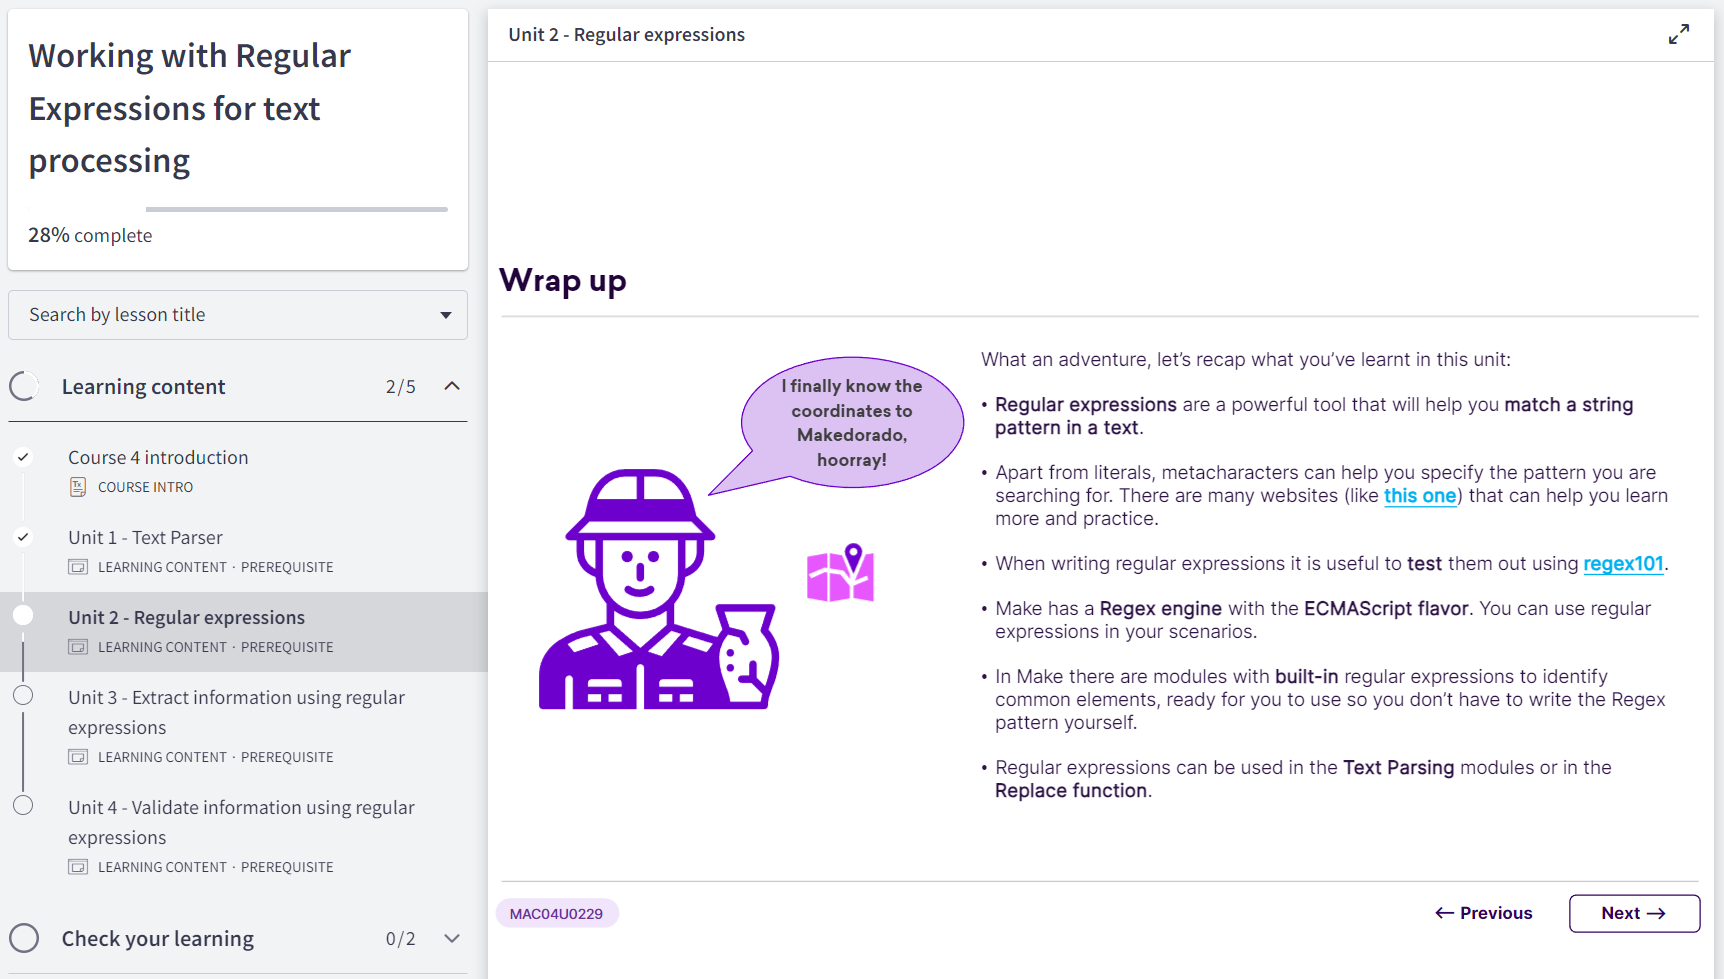 Working with Regular
Expressions for text
processing
28% complete
Search by lesson title
Learning content 2/5
Course 4 introduction
COURSE INTRO
Unit 1 - Text Parser
LEARNING CONTENT · PREREQUISITE
Unit 2 - Regular expressions
LEARNING CONTENT · PREREQUISITE
Unit 3 - Extract information using regular
expressions
LEARNING CONTENT · PREREQUISITE
Unit 4 - Validate information using regular
expressions
LEARNING CONTENT · PREREQUISITE
Check your learning 0/2
Unit 2 - Regular expressions
Wrap up
I finally know the
coordinates to
Makedorado,
hoorray!
What an adventure, let's recap what you've learnt in this unit:
• Regular expressions are a powerful tool that will help you match a string
pattern in a text.
• Apart from literals, metacharacters can help you specify the pattern you are
searching for. There are many websites (like this one) that can help you learn
more and practice.
• When writing regular expressions it is useful to test them out using regex101.
• Make has a Regex engine with the ECMAScript flavor. You can use regular
expressions in your scenarios.
• In Make there are modules with built-in regular expressions to identify
common elements, ready for you to use so you don't have to write the Regex
pattern yourself.
• Regular expressions can be used in the Text Parsing modules or in the
Replace function.
MAC04U0229
← Previous
Next →